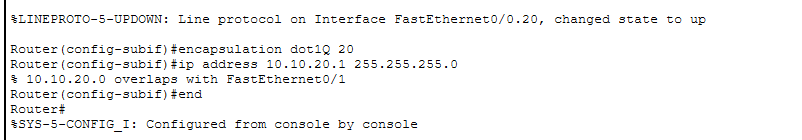 %LINEPROTO-5-UPDOWN: Line protocol on Interface FastEthernet0/0.20, changed state to up
Router(config-subif)#encapsulation dot1Q 20
Router(config-subif)#ip address 10.10.20.1 255.255.255.0
% 10.10.20.0 overlaps with FastEthernet0/1
Router(config-subif)#end
Router#
%SYS-5-CONFIG_I: Configured from console by console